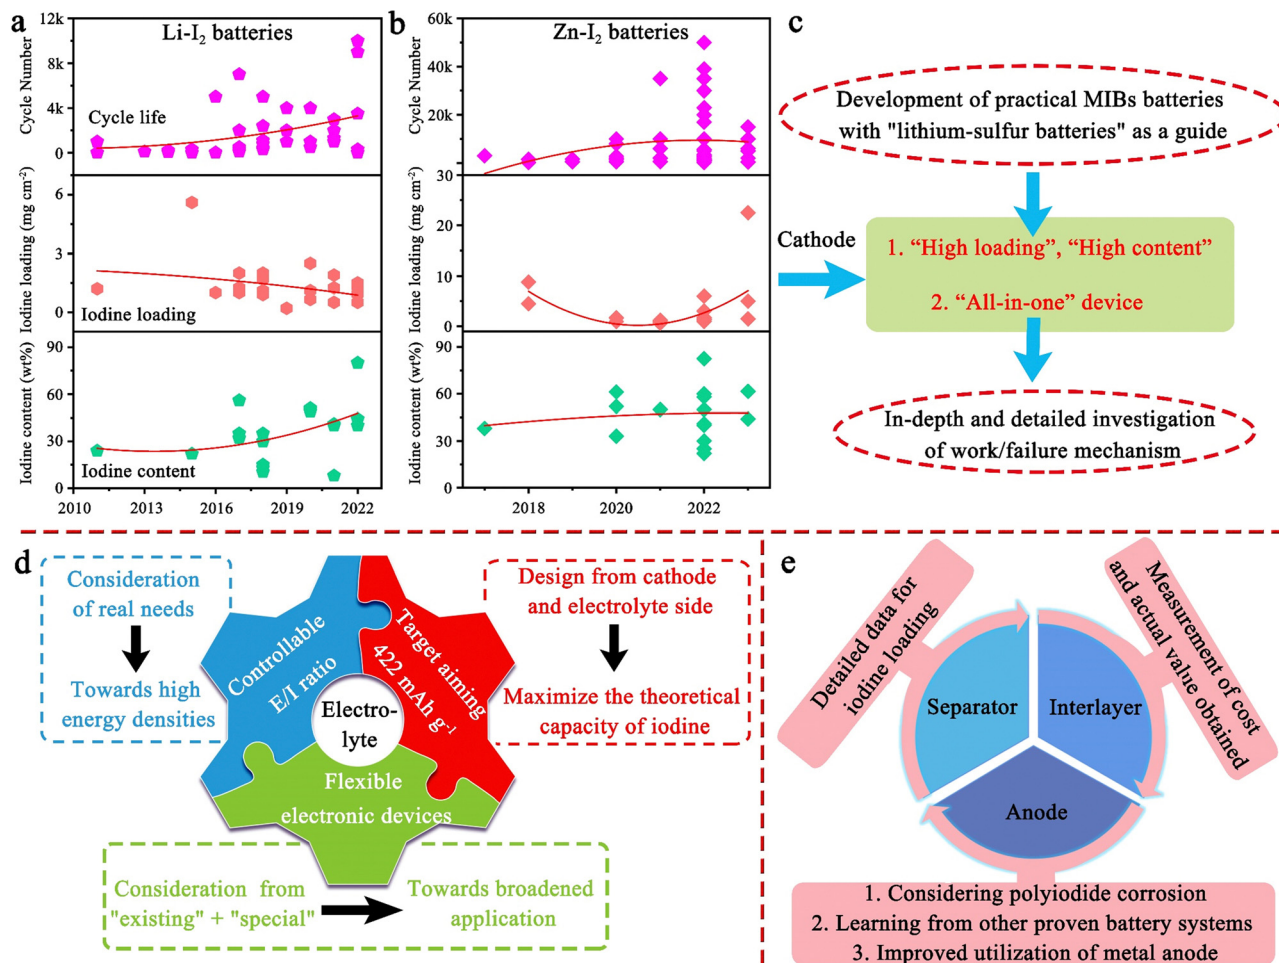 a
Li-I₂ batteries
Cycle Number
12k
8k
4k
0
Cycle life
Iodine loading (mg cm⁻²)
6
3
0
Iodine loading
Iodine content (wt%)
90
60
30
0
Iodine content
2010 2013 2016 2019 2022
b
Zn-I₂ batteries
Cycle Number
60k
40k
20k
0
Iodine loading (mg cm⁻²)
30
20
10
0
Iodine content (wt%)
90
60
30
0
2018 2020 2022
c
Development of practical MIBs batteries
with "lithium-sulfur batteries" as a guide
Cathode
1. “High loading”, “High content”
2. “All-in-one” device
In-depth and detailed investigation
of work/failure mechanism
d
Consideration
of real needs
Towards high
energy densities
Controllable
E/I ratio
Target aiming
422 mAh g⁻¹
Electro-
lyte
Flexible
electronic devices
Design from cathode
and electrolyte side
Maximize the theoretical
capacity of iodine
Consideration from
"existing" + "special"
Towards broadened
application
e
Detailed data for
iodine loading
Measurement of cost
and actual value obtained
Separator
Interlayer
Anode
1. Considering polyiodide corrosion
2. Learning from other proven battery systems
3. Improved utilization of metal anode